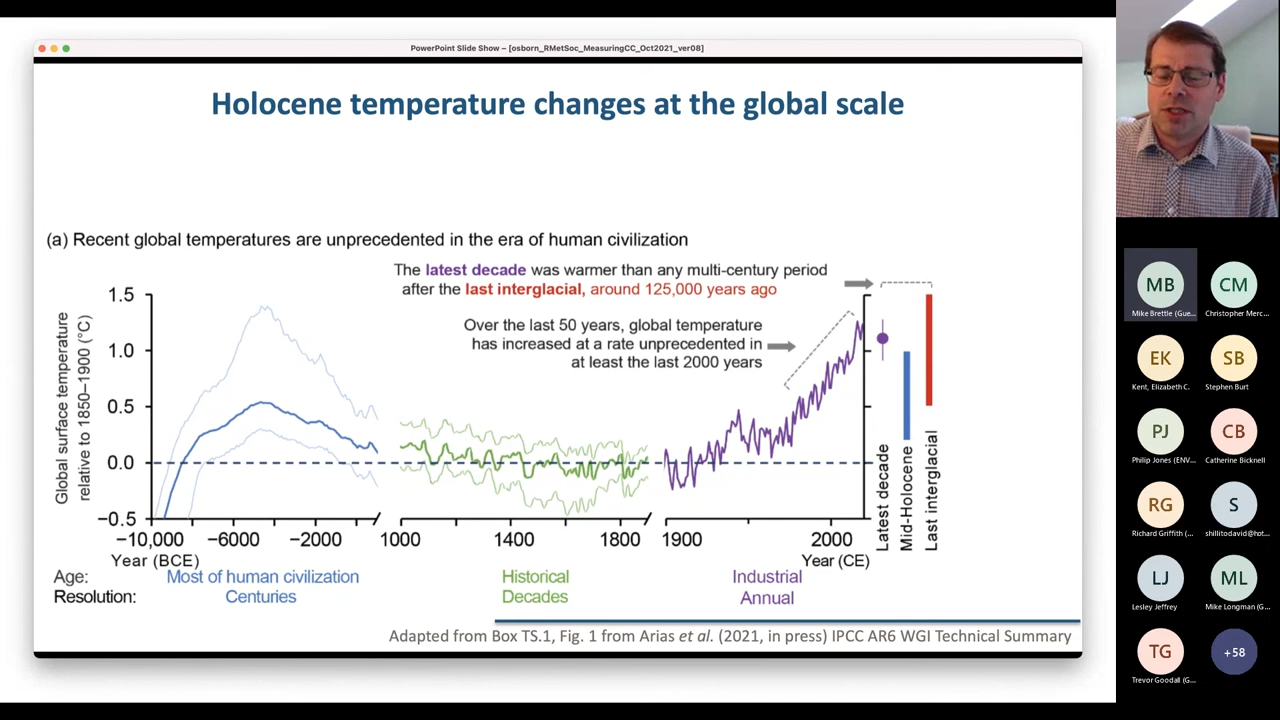 PowerPoint Slide Show – [osborn_RMetSoc_MeasuringCC_Oct2021_ver08]
Holocene temperature changes at the global scale
(a) Recent global temperatures are unprecedented in the era of human civilization
The latest decade was warmer than any multi-century period
after the last interglacial, around 125,000 years ago
Over the last 50 years, global temperature
has increased at a rate unprecedented in
at least the last 2000 years
Global surface temperature
relative to 1850–1900 (°C)
1.5
1.0
0.5
0.0
−0.5
−10,000 −6000 −2000 1000 1400 1800 1900 2000
Year (BCE) Year (CE)
Latest decade
Mid-Holocene
Last interglacial
Age: Most of human civilization Historical Industrial
Resolution: Centuries Decades Annual
Adapted from Box TS.1, Fig. 1 from Arias et al. (2021, in press) IPCC AR6 WGI Technical Summary
MB CM
Mike Brettle (Gue... Christopher Merc...
EK SB
Kent, Elizabeth C. Stephen Burt
PJ CB
Philip Jones (ENV... Catherine Bicknell
RG S
Richard Griffith (... shillitodavid@hot...
LJ ML
Lesley Jeffrey Mike Longman (G...
TG +58
Trevor Goodall (G...